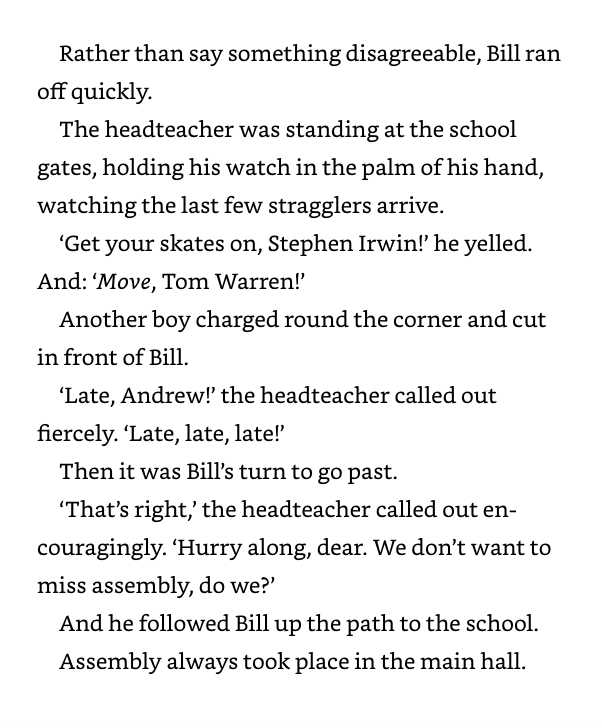 Rather than say something disagreeable, Bill ran
off quickly.
The headteacher was standing at the school
gates, holding his watch in the palm of his hand,
watching the last few stragglers arrive.
‘Get your skates on, Stephen Irwin!’ he yelled.
And: ‘Move, Tom Warren!’
Another boy charged round the corner and cut
in front of Bill.
‘Late, Andrew!’ the headteacher called out
fiercely. ‘Late, late, late!’
Then it was Bill’s turn to go past.
‘That’s right,’ the headteacher called out en-
couragingly. ‘Hurry along, dear. We don’t want to
miss assembly, do we?’
And he followed Bill up the path to the school.
Assembly always took place in the main hall.